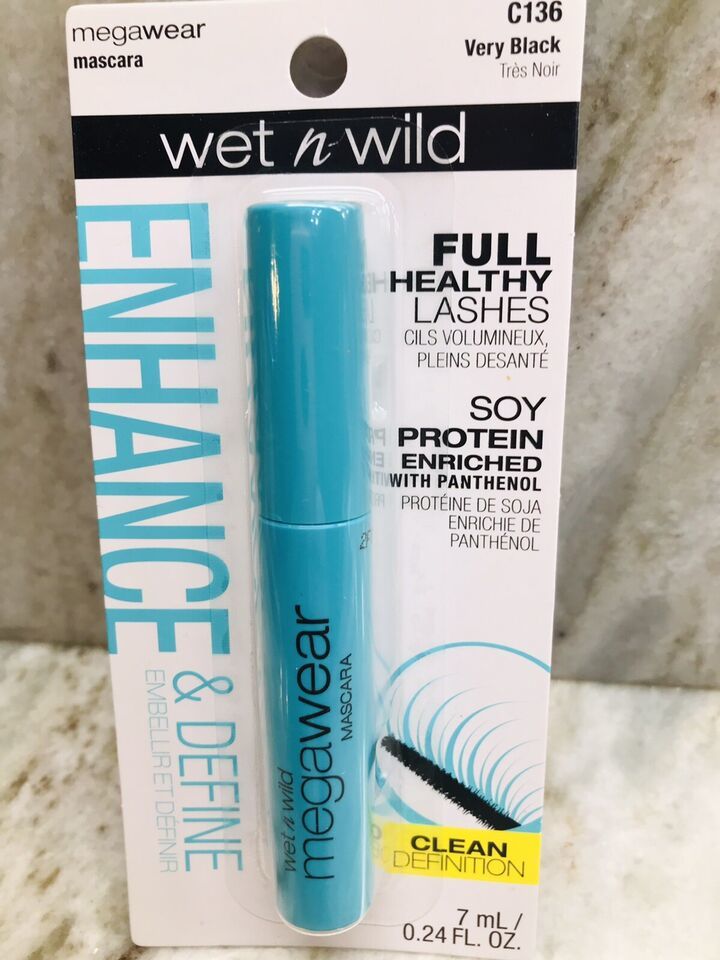 megawear
mascara
C136
Very Black
Très Noir
wet n wild
ENHANCE
& DEFINE
EMBELLIR ET DÉFINIR
FULL
HEALTHY
LASHES
CILS VOLUMINEUX,
PLEINS DESANTÉ
SOY
PROTEIN
ENRICHED
WITH PANTHENOL
PROTÉINE DE SOJA
ENRICHIE DE
PANTHÉNOL
wet n wild
megawear
MASCARA
CLEAN
DEFINITION
7 mL /
0.24 FL. OZ.